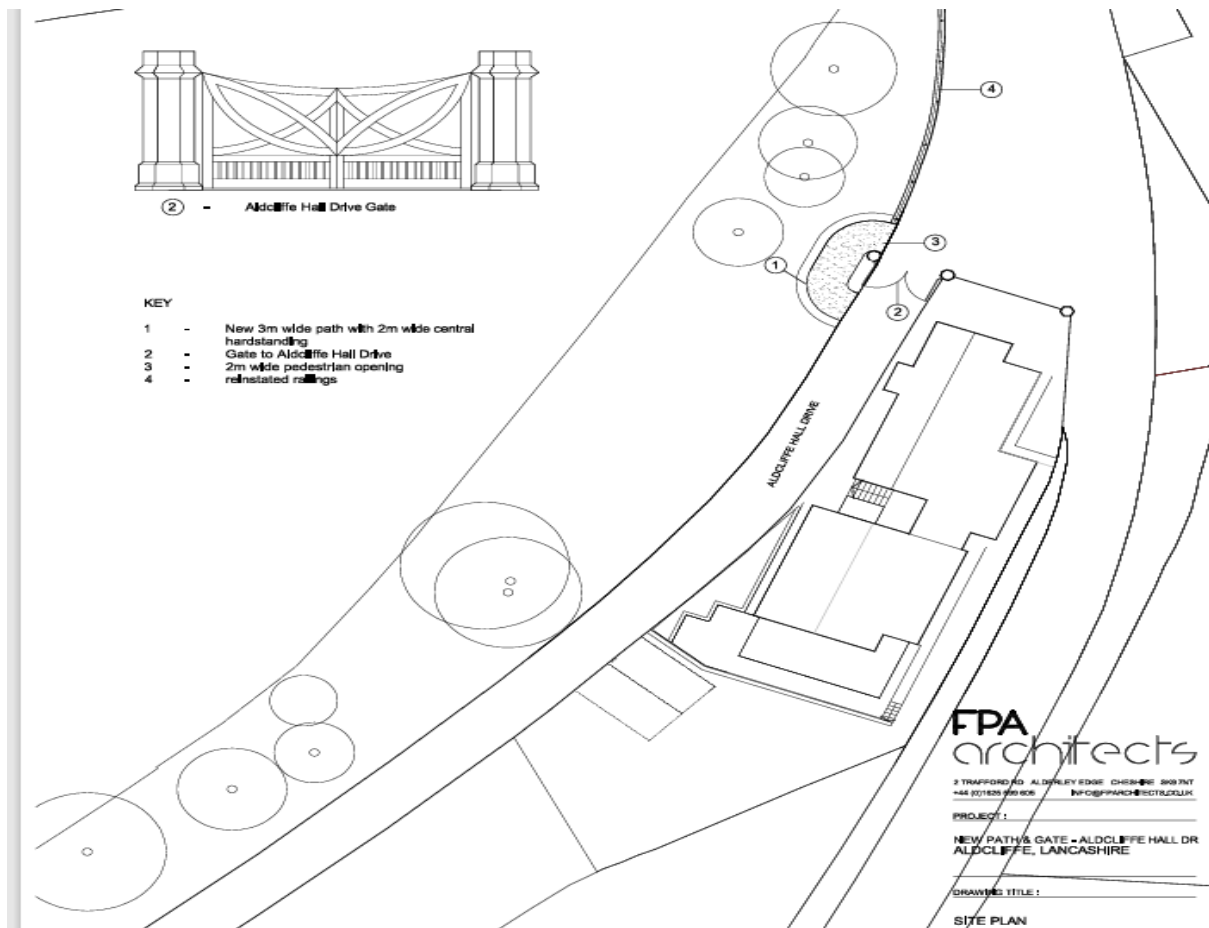 2 - Aldcliffe Hall Drive Gate
KEY
1 - New 3m wide path with 2m wide central
hardstanding
2 - Gate to Aldcliffe Hall Drive
3 - 2m wide pedestrian opening
4 - reinstated railings
4
3
1
2
ALDCLIFFE HALL DRIVE
FPA
architects
2 TRAFFORD RD ALDERLEY EDGE CHESHIRE SK9 7NT
INFO@FPARCHITECTS.CO.UK
PROJECT :
NEW PATH & GATE - ALDCLIFFE HALL DR
ALDCLIFFE, LANCASHIRE
DRAWING TITLE :
SITE PLAN